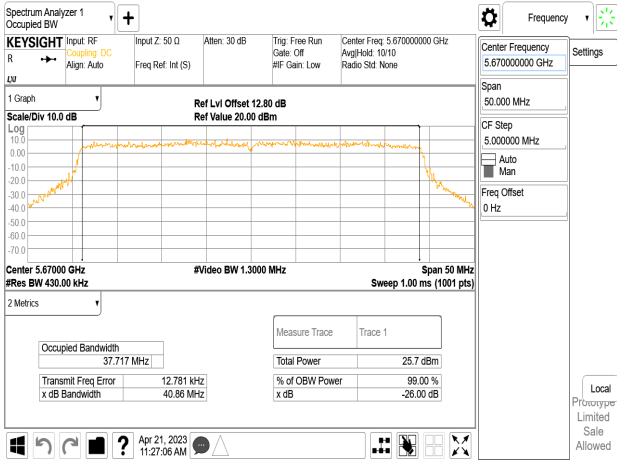 Spectrum Analyzer 1
Occupied BW
Frequency
KEYSIGHT
R
LXI
Input: RF
Coupling: DC
Align: Auto
Input Z: 50 Ω
Freq Ref: Int (S)
Atten: 30 dB
Trig: Free Run
Gate: Off
#IF Gain: Low
Center Freq: 5.670000000 GHz
Avg|Hold: 10/10
Radio Std: None
Center Frequency
5.670000000 GHz
Settings
Span
50.000 MHz
CF Step
5.000000 MHz
Auto
Man
Freq Offset
0 Hz
1 Graph
Scale/Div 10.0 dB
Ref Lvl Offset 12.80 dB
Ref Value 20.00 dBm
Log
10.0
0.00
-10.0
-20.0
-30.0
-40.0
-50.0
-60.0
-70.0
Center 5.67000 GHz
#Video BW 1.3000 MHz
Span 50 MHz
#Res BW 430.00 kHz
Sweep 1.00 ms (1001 pts)
2 Metrics
Measure Trace
Trace 1
Occupied Bandwidth
37.717 MHz
Total Power
25.7 dBm
Transmit Freq Error
12.781 kHz
% of OBW Power
99.00 %
x dB Bandwidth
40.86 MHz
x dB
-26.00 dB
Local
Prototype
Limited
Sale
Allowed
?
Apr 21, 2023
11:27:06 AM